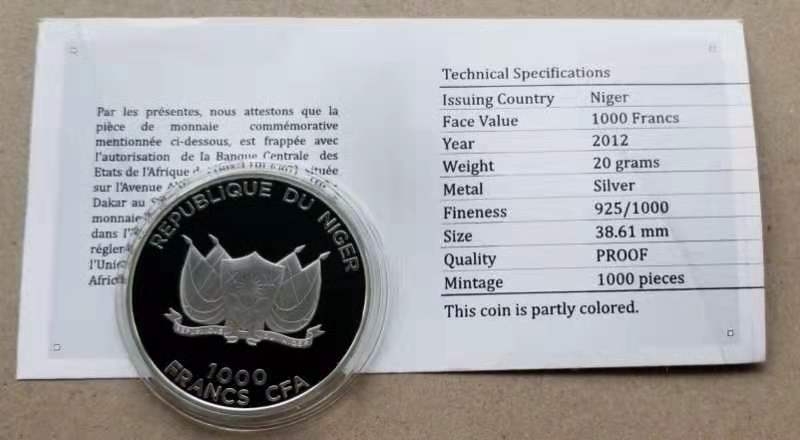 Par les présentes, nous attestons que la
pièce de monnaie commémorative
mentionnée ci-dessous, est frappée avec
l'autorisation de la Banque Centrale des
Etats de l'Afrique située
sur l'Avenue
Dakar au
monnaie
dans
Technical Specifications
Issuing Country Niger
Face Value 1000 Francs
Year 2012
Weight 20 grams
Metal Silver
Fineness 925/1000
Size 38.61 mm
Quality PROOF
Mintage 1000 pieces
This coin is partly colored.
REPUBLIQUE DU NIGER
1000
FRANCS CFA